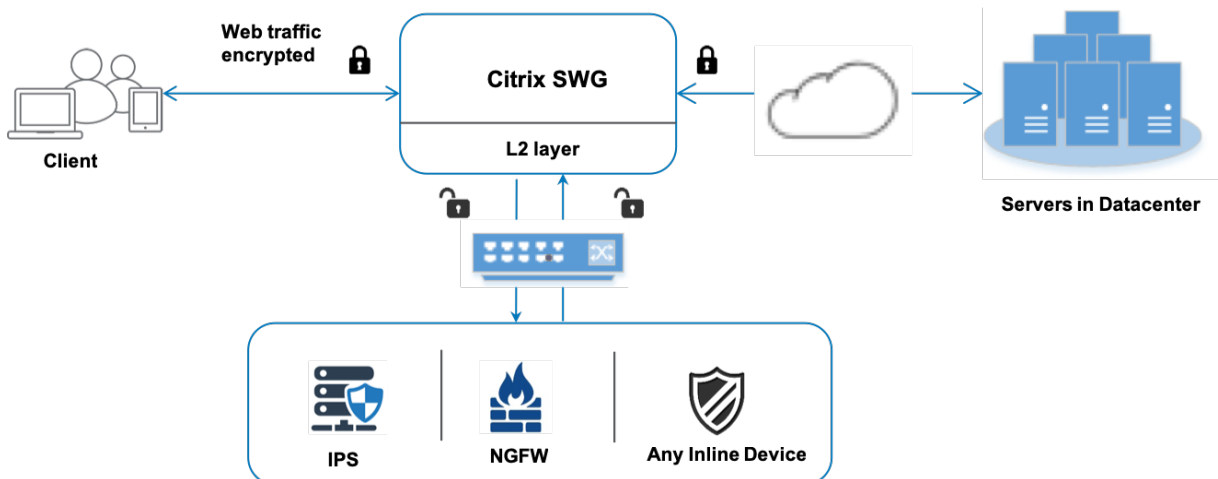 Web traffic
encrypted
Citrix SWG
L2 layer
Client
Servers in Datacenter
IPS
NGFW
Any Inline Device